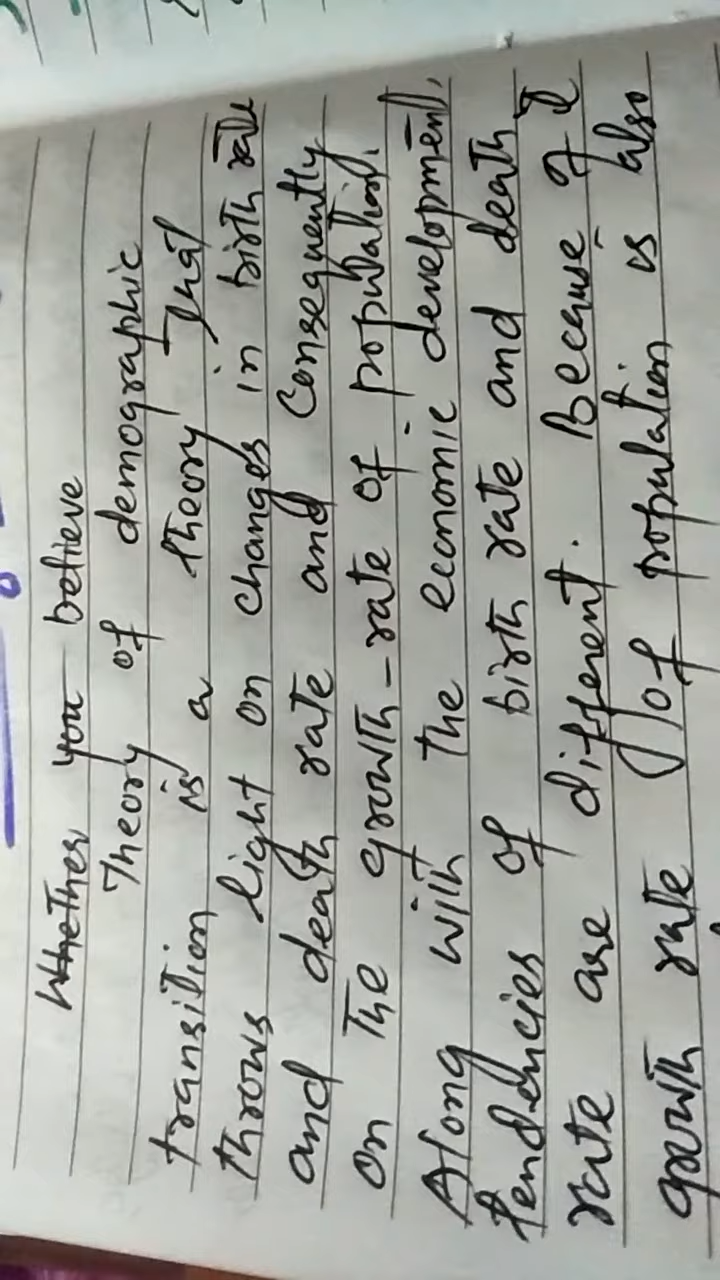 Whether you believe
Theory of demographic
transition is a theory that
throws light on changes in birth rate
and death rate and consequently
on the growth-rate of population.
Along with the economic development,
tendencies of birth rate and death
rate are different. Because of it
growth rate of population is also